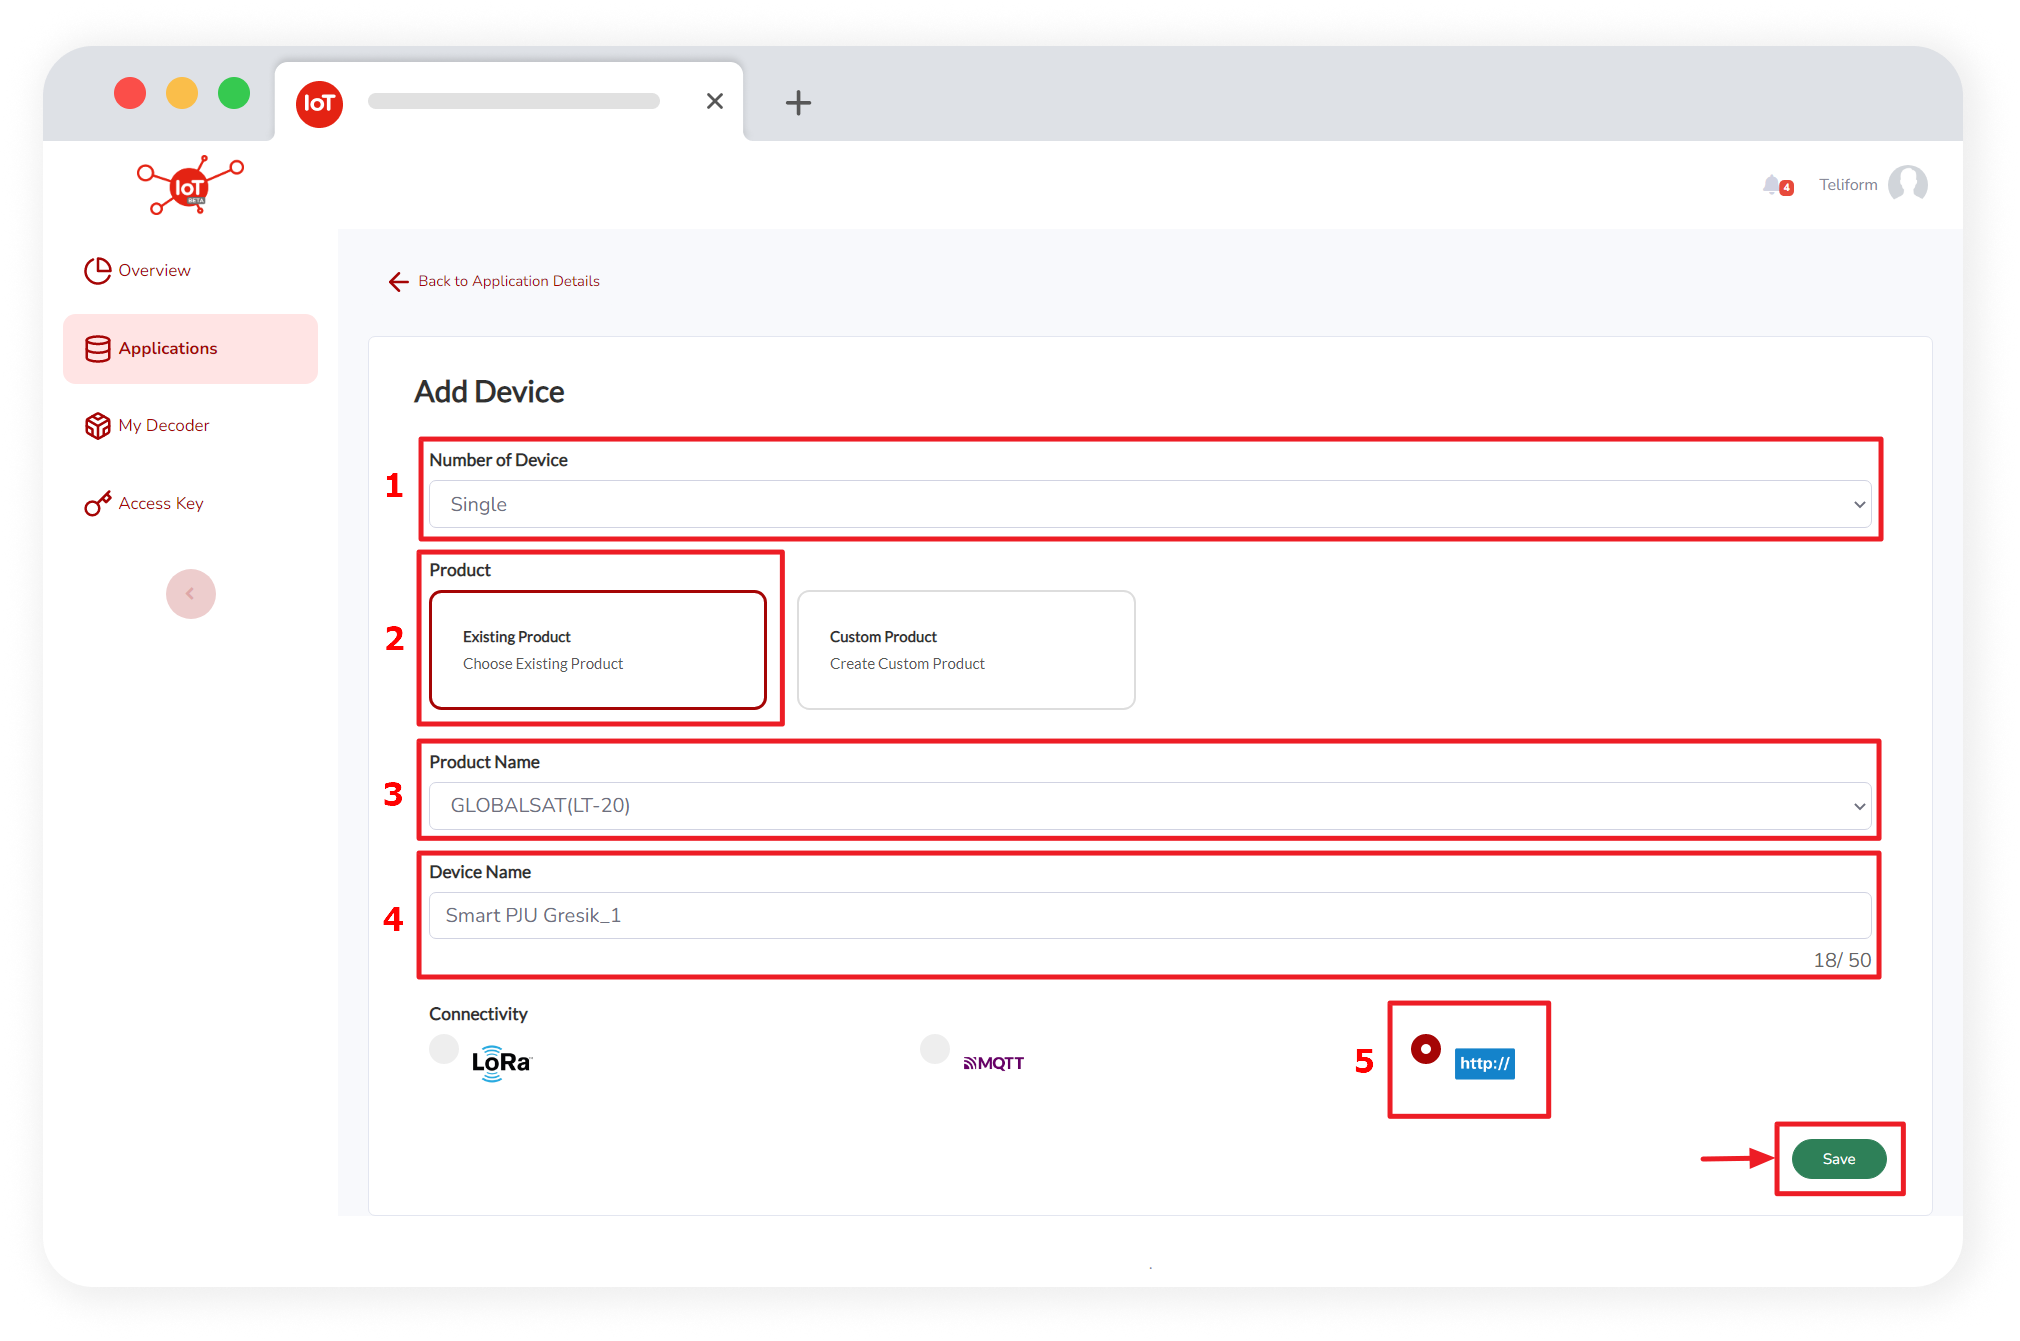 IoT
IoT
BETA
4
Teliform
Overview
Applications
My Decoder
Access Key
Back to Application Details
Add Device
1
Number of Device
Single
2
Product
Existing Product
Choose Existing Product
Custom Product
Create Custom Product
3
Product Name
GLOBALSAT(LT-20)
4
Device Name
Smart PJU Gresik_1
18/ 50
Connectivity
LoRa
MQTT
5
http://
Save